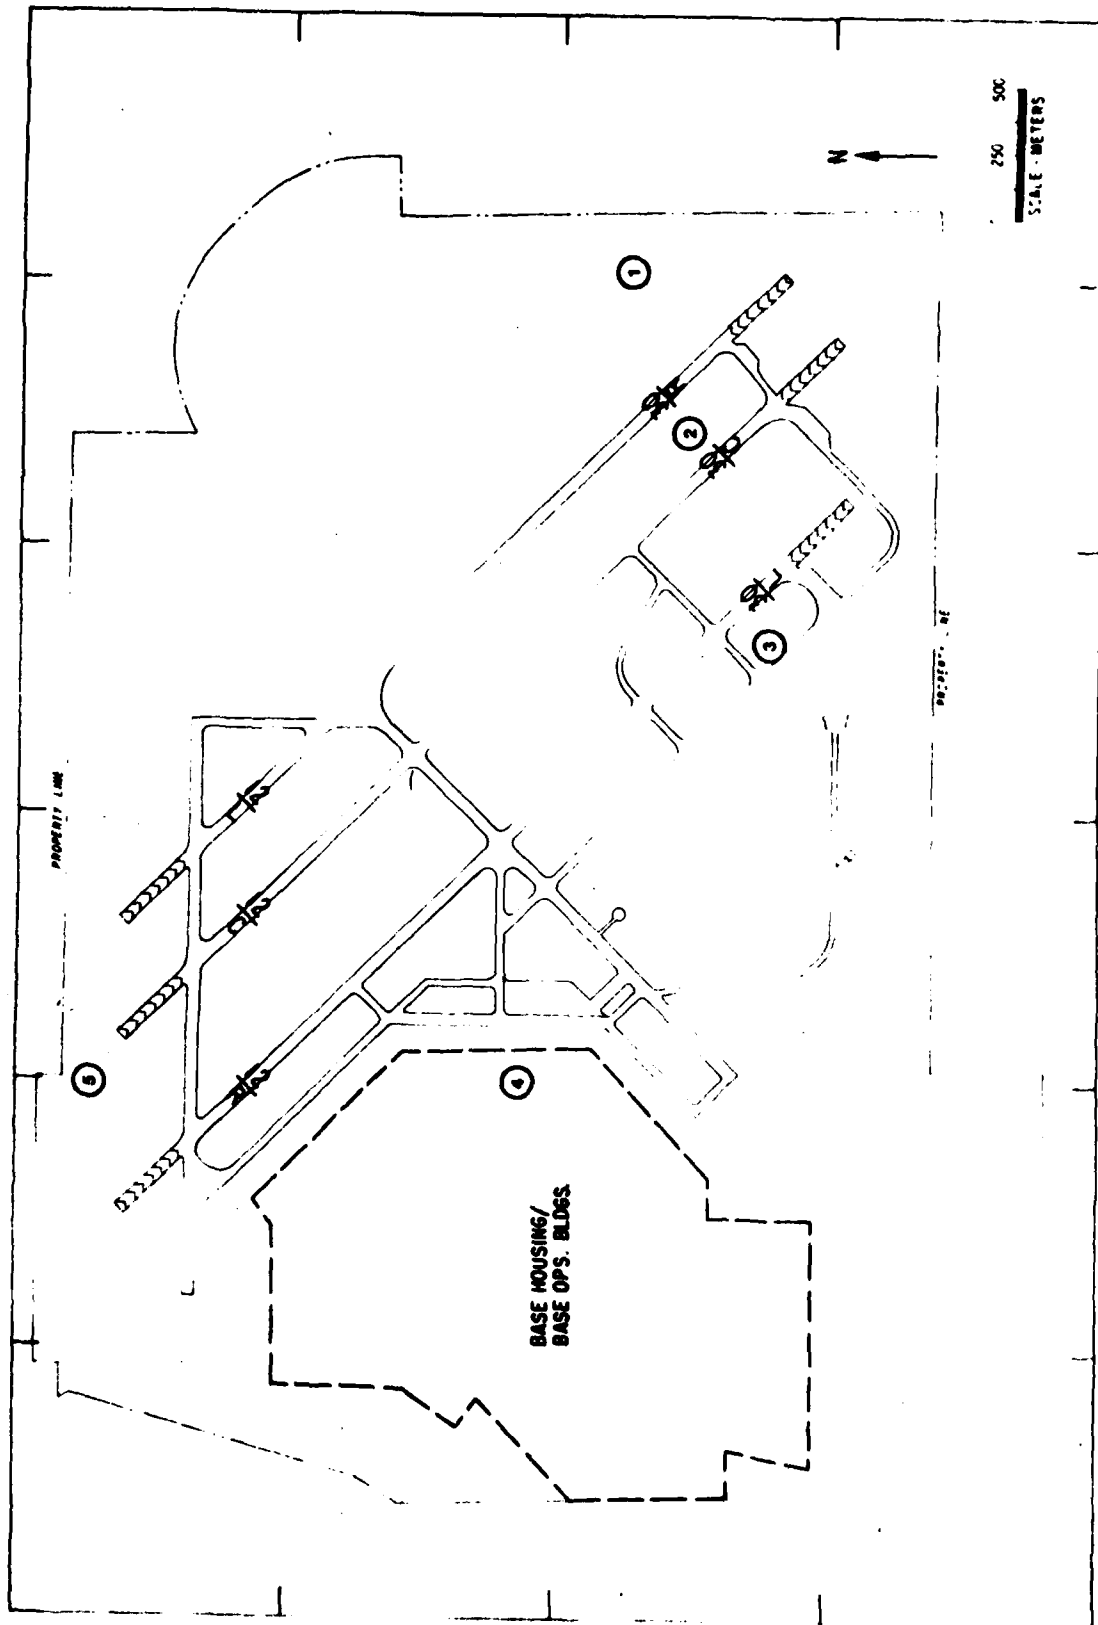 PROPERTY LINE
5
4
BASE HOUSING/
BASE OPS. BLDGS.
1
2
3
N
250 500
SCALE - METERS